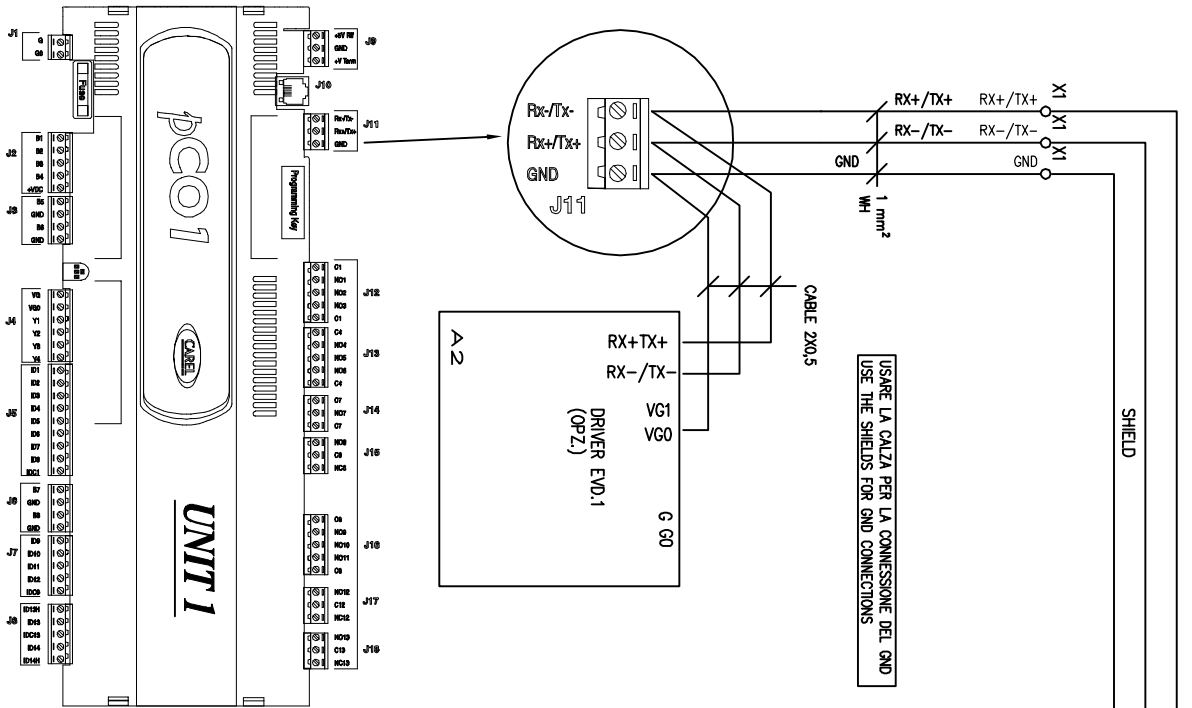 J1
G
G0
Fuse
J2
B1
B2
B3
B4
+VDC
J3
B5
GND
B6
GND
J4
VG
VG0
Y1
Y2
Y3
Y4
J5
ID1
ID2
ID3
ID4
ID5
ID6
ID7
ID8
IDC1
J6
B7
GND
B8
GND
J7
ID9
ID10
ID11
ID12
IDC9
J8
ID13H
ID13
IDC13
ID14
ID14H
pCO1
CAREL
UNIT 1
J9
GND
+V Term
J10
J11
Rx-/Tx-
GND
Programming Key
J12
C1
NO1
NO2
NO3
C1
J13
C4
NO4
NO5
NO6
C4
J14
C7
NO7
C7
J15
NO8
C8
NC8
J16
C9
NO9
NO10
NO11
C9
J17
NO12
C12
NC12
J18
NO13
C13
NC13
Rx-/Tx-
Rx+/Tx+
GND
J11
RX+/TX+
RX+/TX+
X1
RX-/TX-
RX-/TX-
X1
GND
GND
X1
1 mm²
WH
CABLE 2X0,5
A2
RX+TX+
RX-/TX-
VG1
VG0
DRIVER EVD.1
(OPZ.)
G G0
USARE LA CALZA PER LA CONNESSIONE DEL GND
USE THE SHIELDS FOR GND CONNECTIONS
SHIELD